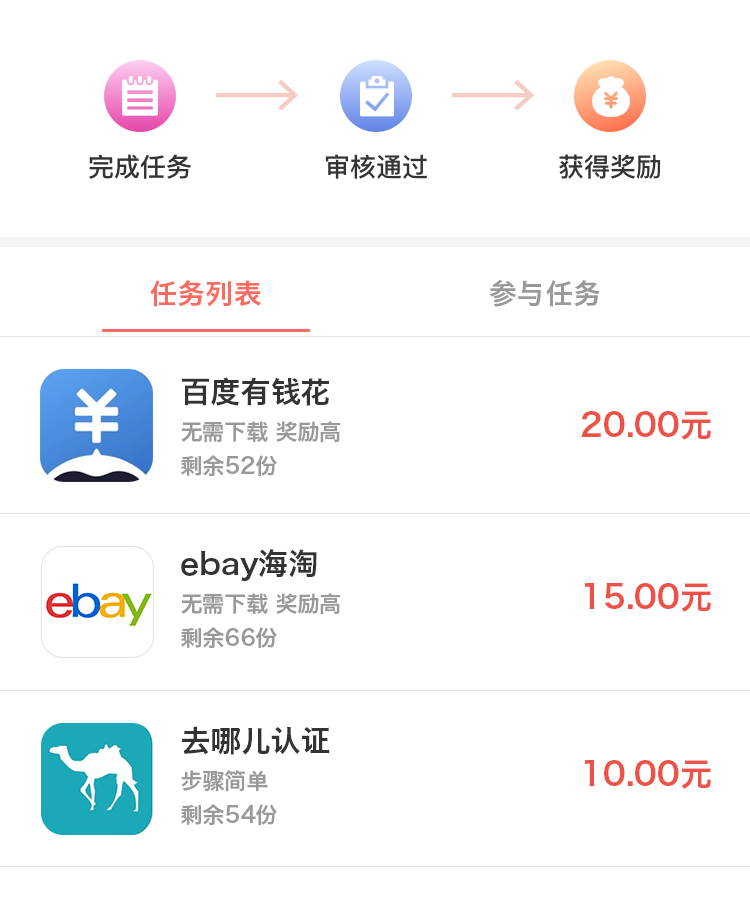 完成任务
审核通过
获得奖励
任务列表
参与任务
百度有钱花
无需下载 奖励高
剩余52份
20.00元
ebay
ebay海淘
无需下载 奖励高
剩余66份
15.00元
去哪儿认证
步骤简单
剩余54份
10.00元